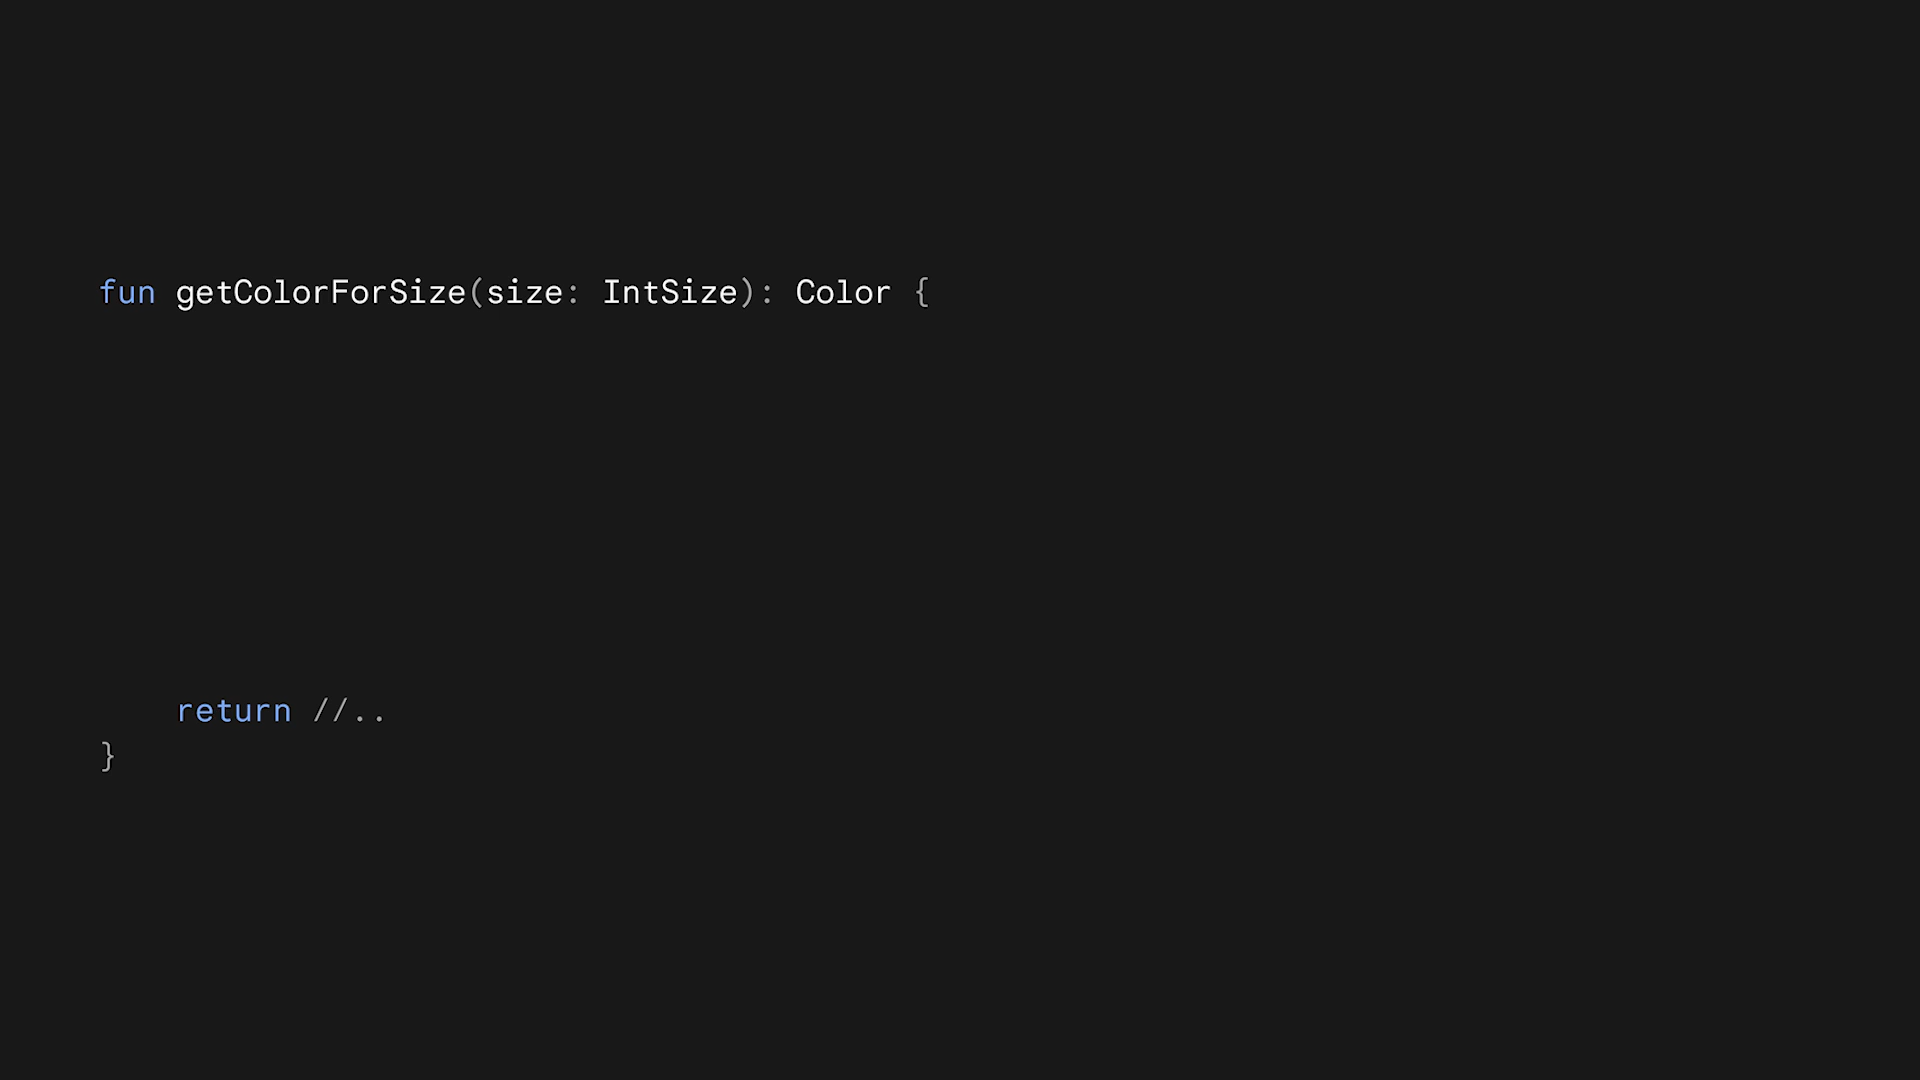 fun getColorForSize(size: IntSize): Color {
    return //..
}